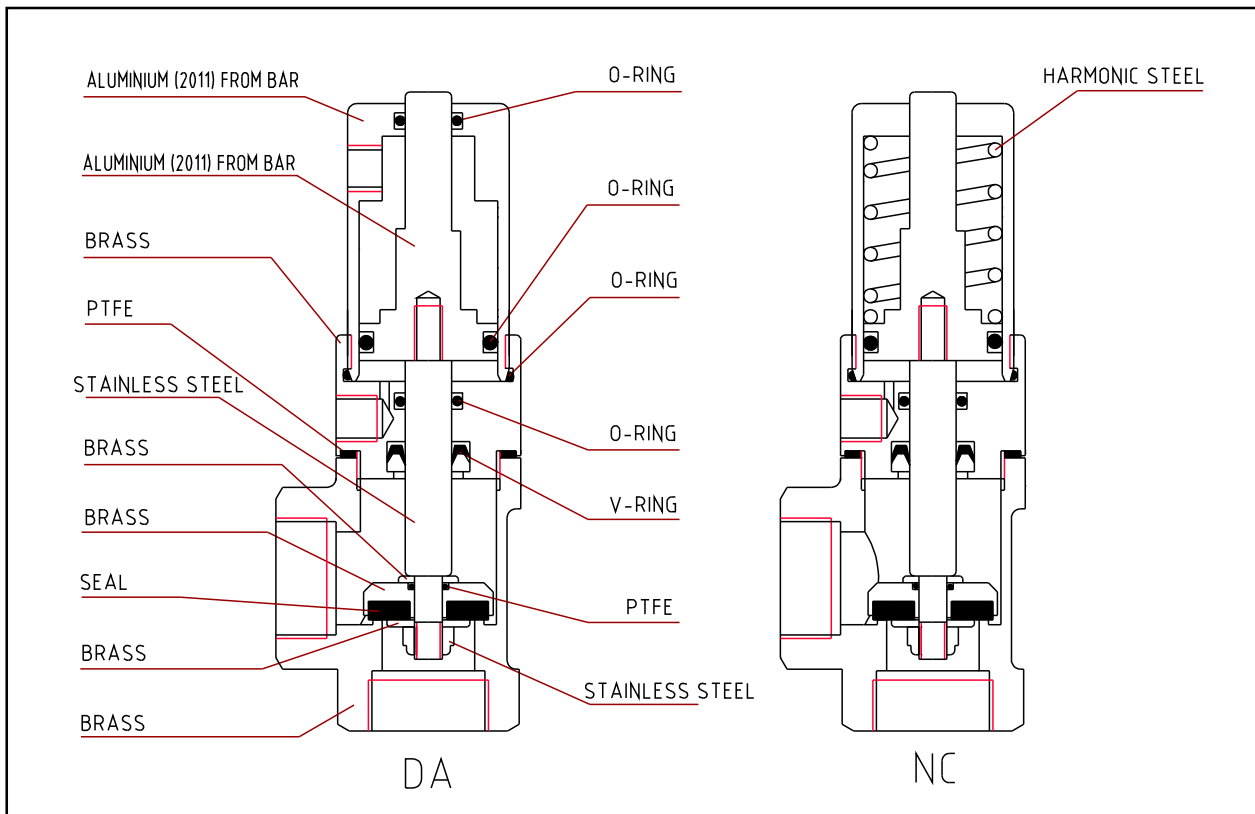 ALUMINIUM (2011) FROM BAR
ALUMINIUM (2011) FROM BAR
BRASS
PTFE
STAINLESS STEEL
BRASS
BRASS
SEAL
BRASS
BRASS
O-RING
O-RING
O-RING
O-RING
V-RING
PTFE
STAINLESS STEEL
DA
HARMONIC STEEL
NC